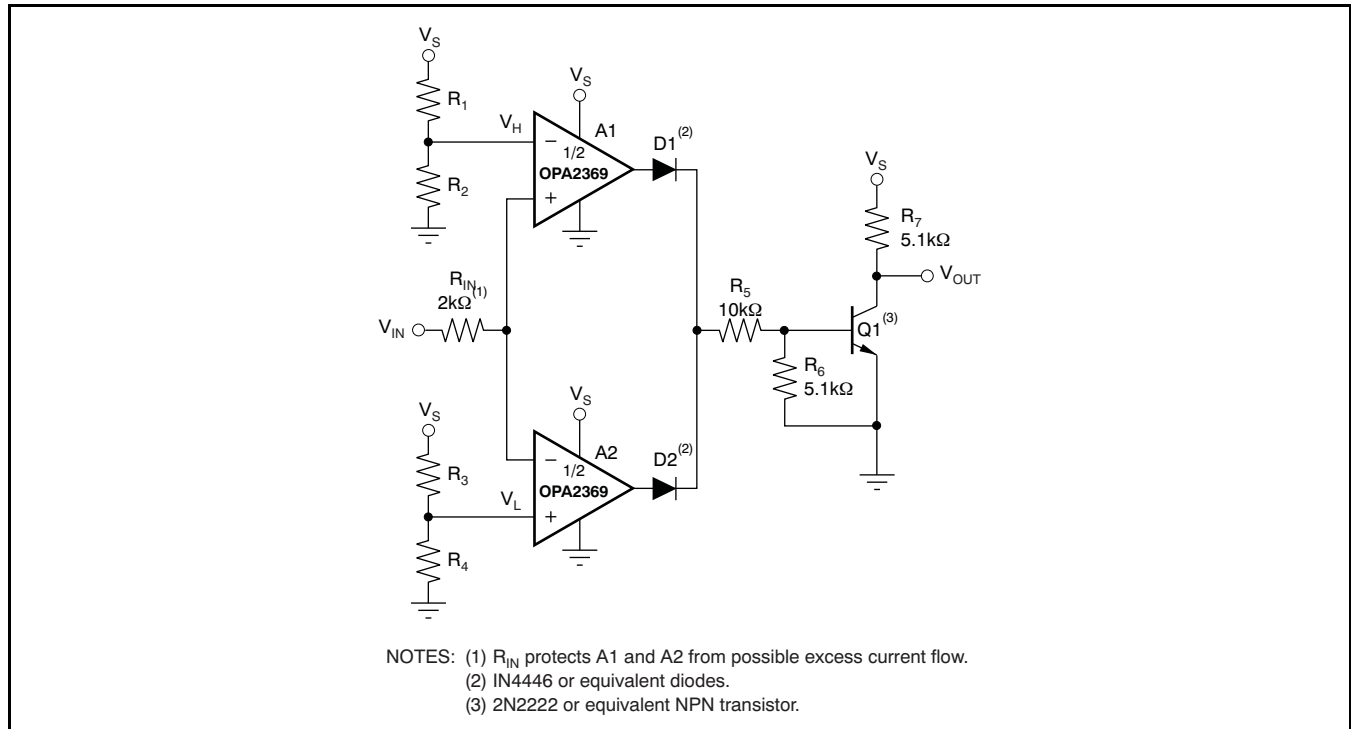 V_S
R_1
R_2
V_H
V_S
A1
−
1/2
OPA2369
+
D1(2)
R_IN
2kΩ(1)
V_IN
V_S
R_3
R_4
V_L
V_S
A2
−
1/2
OPA2369
+
D2(2)
R_5
10kΩ
R_6
5.1kΩ
V_S
R_7
5.1kΩ
V_OUT
Q1(3)
NOTES: (1) R_IN protects A1 and A2 from possible excess current flow.
(2) IN4446 or equivalent diodes.
(3) 2N2222 or equivalent NPN transistor.